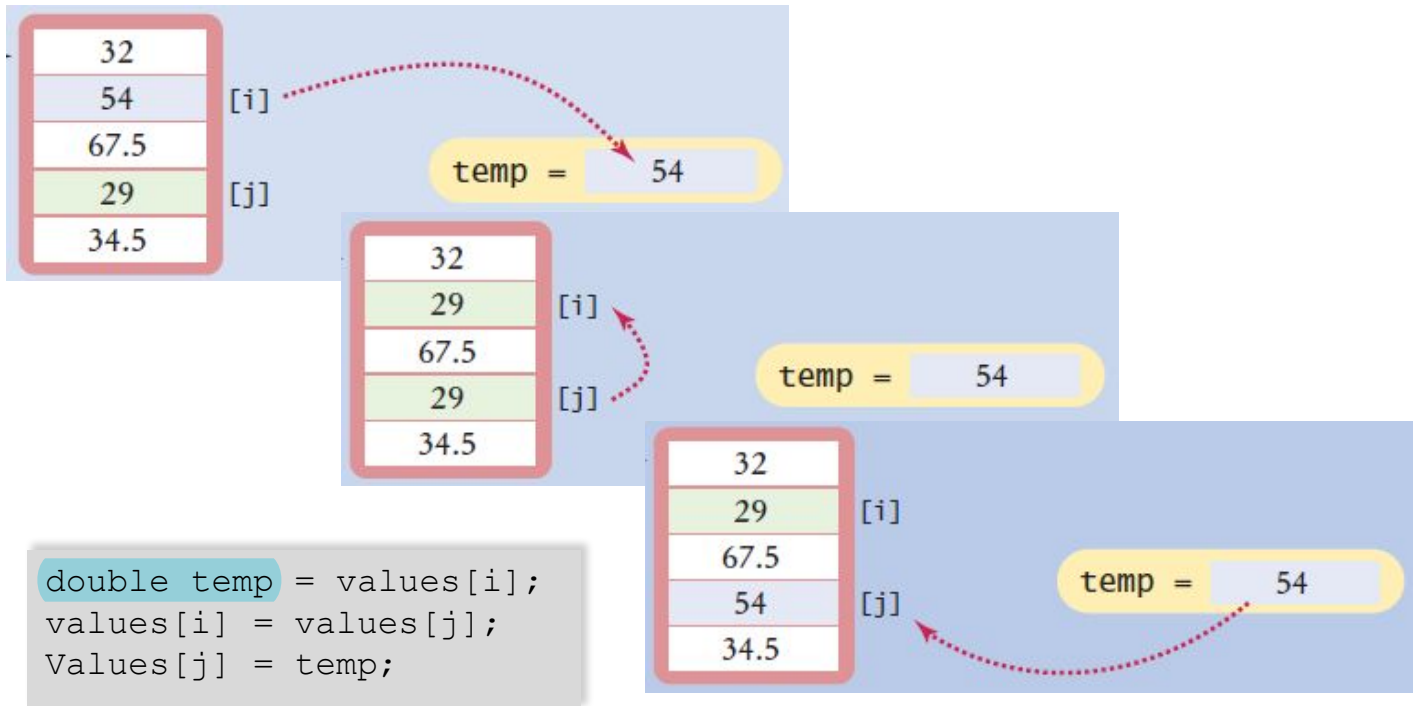 32
54 [i]
67.5
29 [j]
34.5
temp = 54
32
29 [i]
67.5
29 [j]
34.5
temp = 54
32
29 [i]
67.5
54 [j]
34.5
temp = 54
double temp = values[i];
values[i] = values[j];
Values[j] = temp;